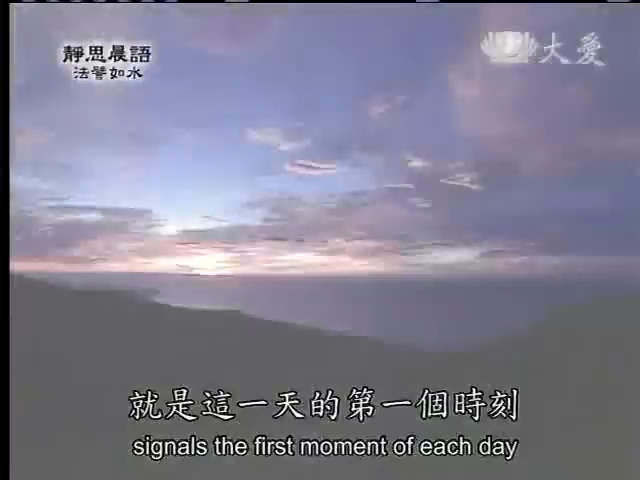 靜思晨語
法譬如水
大愛
就是這一天的第一個時刻
signals the first moment of each day